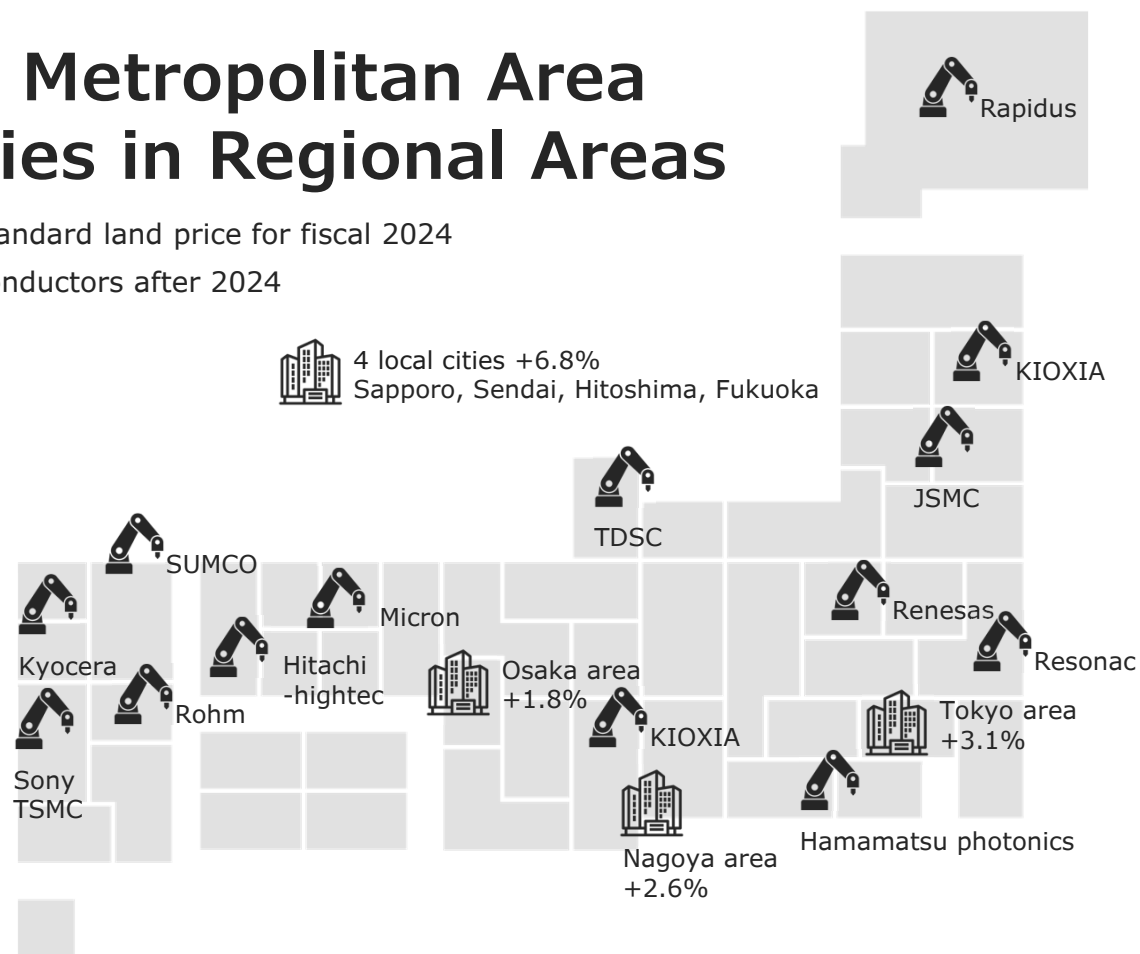 Metropolitan Area
ies in Regional Areas
andard land price for fiscal 2024
nductors after 2024
Rapidus
4 local cities +6.8%
Sapporo, Sendai, Hitoshima, Fukuoka
KIOXIA
JSMC
TDSC
SUMCO
Micron
Renesas
Kyocera
Hitachi
-hightec
Osaka area
+1.8%
Resonac
Rohm
KIOXIA
Tokyo area
+3.1%
Sony
TSMC
Hamamatsu photonics
Nagoya area
+2.6%